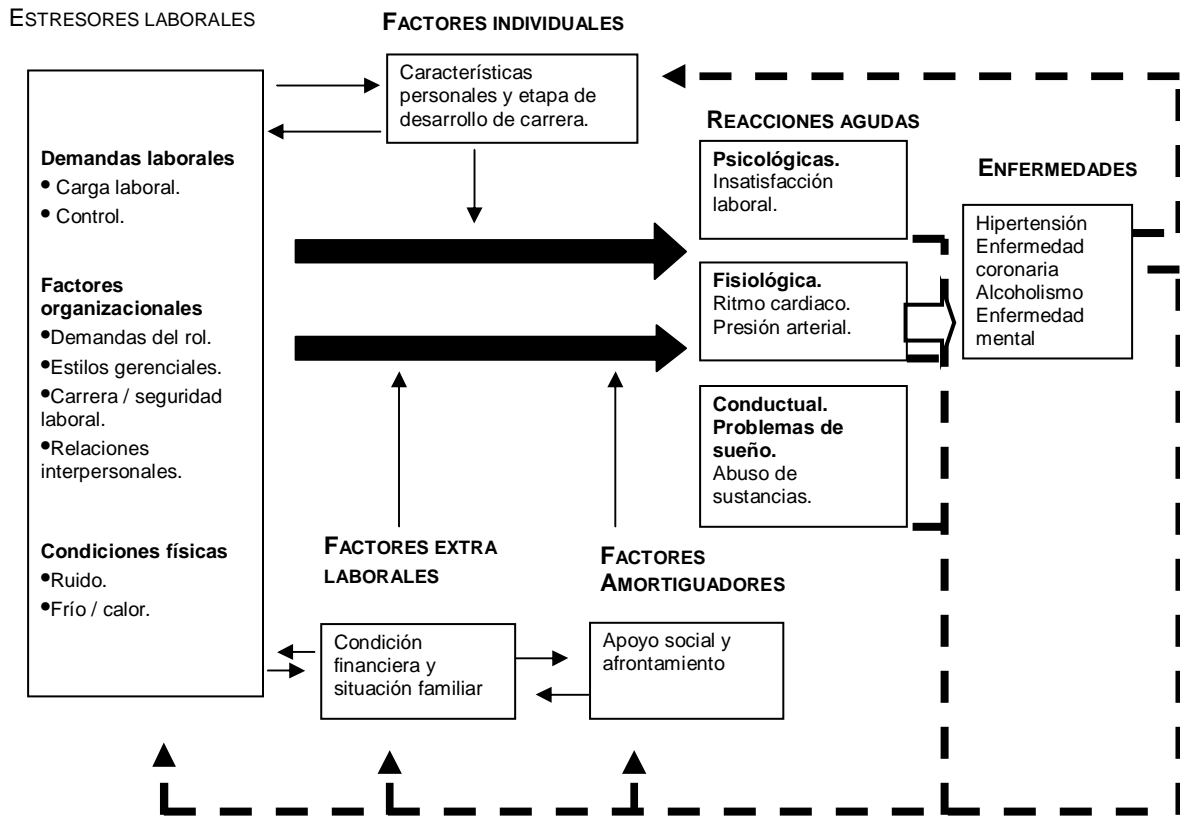 ESTRESORES LABORALES
Demandas laborales
• Carga laboral.
• Control.
Factores
organizacionales
•Demandas del rol.
•Estilos gerenciales.
•Carrera / seguridad
laboral.
•Relaciones
interpersonales.
Condiciones físicas
•Ruido.
•Frío / calor.
FACTORES INDIVIDUALES
Características
personales y etapa de
desarrollo de carrera.
REACCIONES AGUDAS
Psicológicas.
Insatisfacción
laboral.
Fisiológica.
Ritmo cardiaco.
Presión arterial.
Conductual.
Problemas de
sueño.
Abuso de
sustancias.
ENFERMEDADES
Hipertensión
Enfermedad
coronaria
Alcoholismo
Enfermedad
mental
FACTORES EXTRA
LABORALES
Condición
financiera y
situación familiar
FACTORES
AMORTIGUADORES
Apoyo social y
afrontamiento